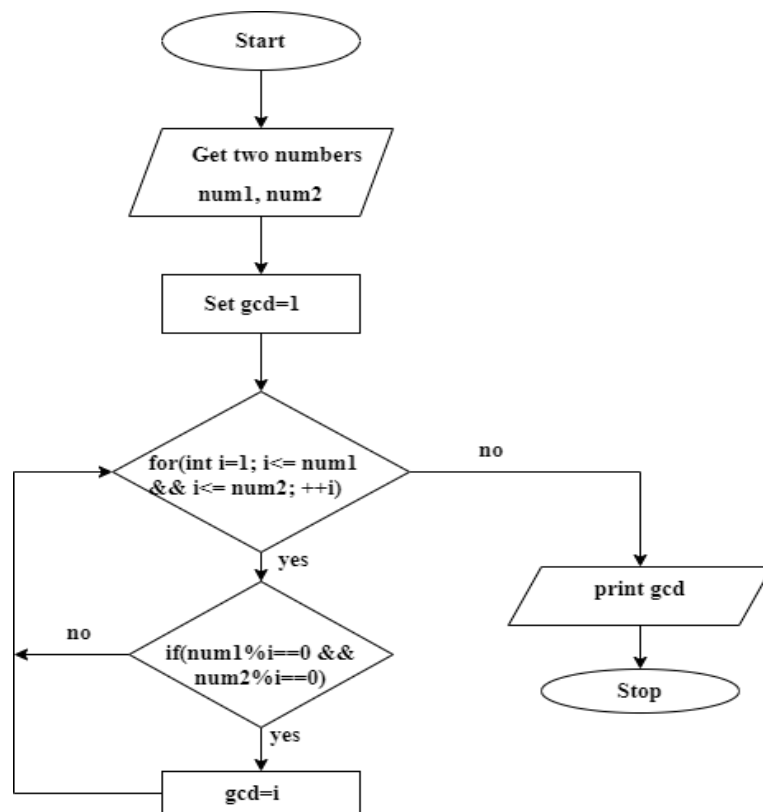 Start
Get two numbers
num1, num2
Set gcd=1
for(int i=1; i<= num1
&& i<= num2; ++i)
no
yes
print gcd
no
if(num1%i==0 &&
num2%i==0)
Stop
yes
gcd=i